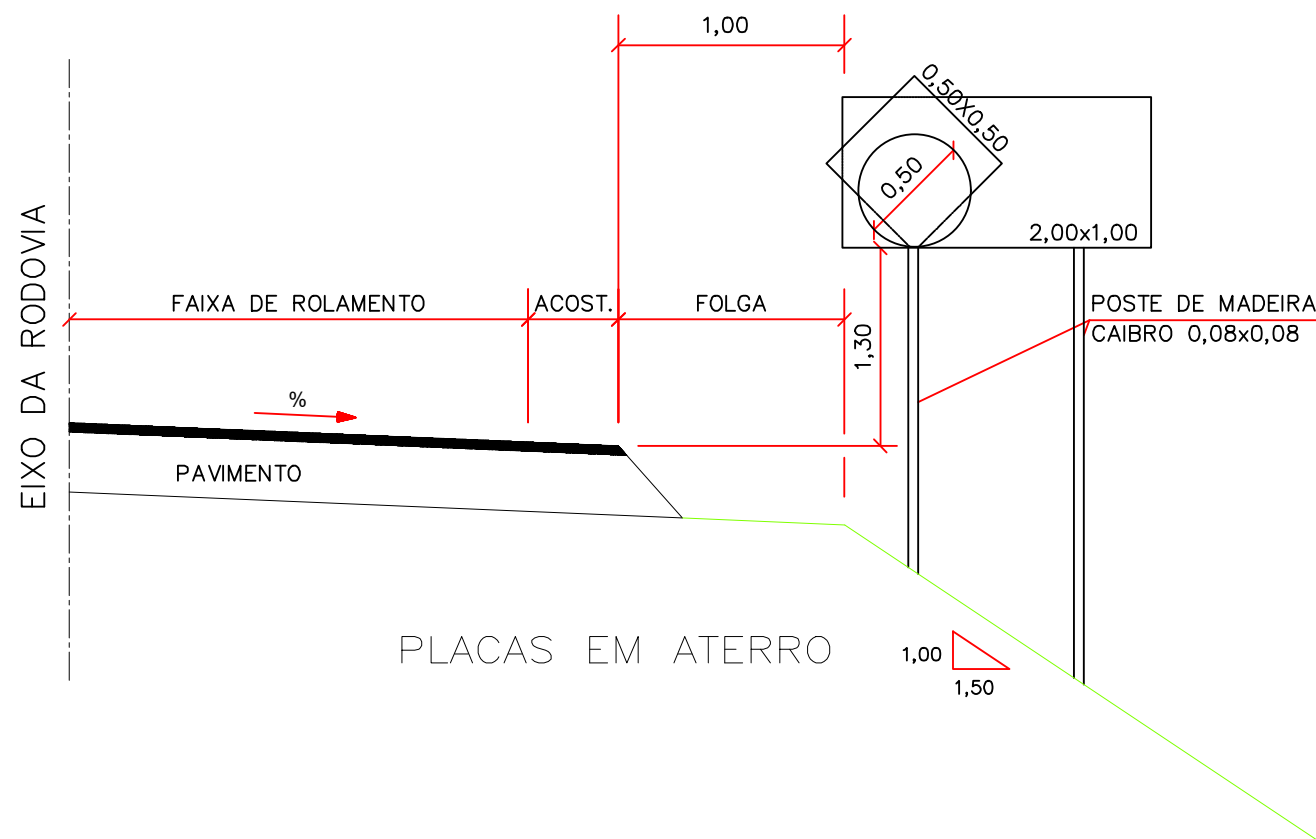 1,00
0,50X0,50
0,50
2,00x1,00
EIXO DA RODOVIA
FAIXA DE ROLAMENTO
ACOST.
FOLGA
1,30
POSTE DE MADEIRA
CAIBRO 0,08x0,08
%
PAVIMENTO
PLACAS EM ATERRO
1,00
1,50